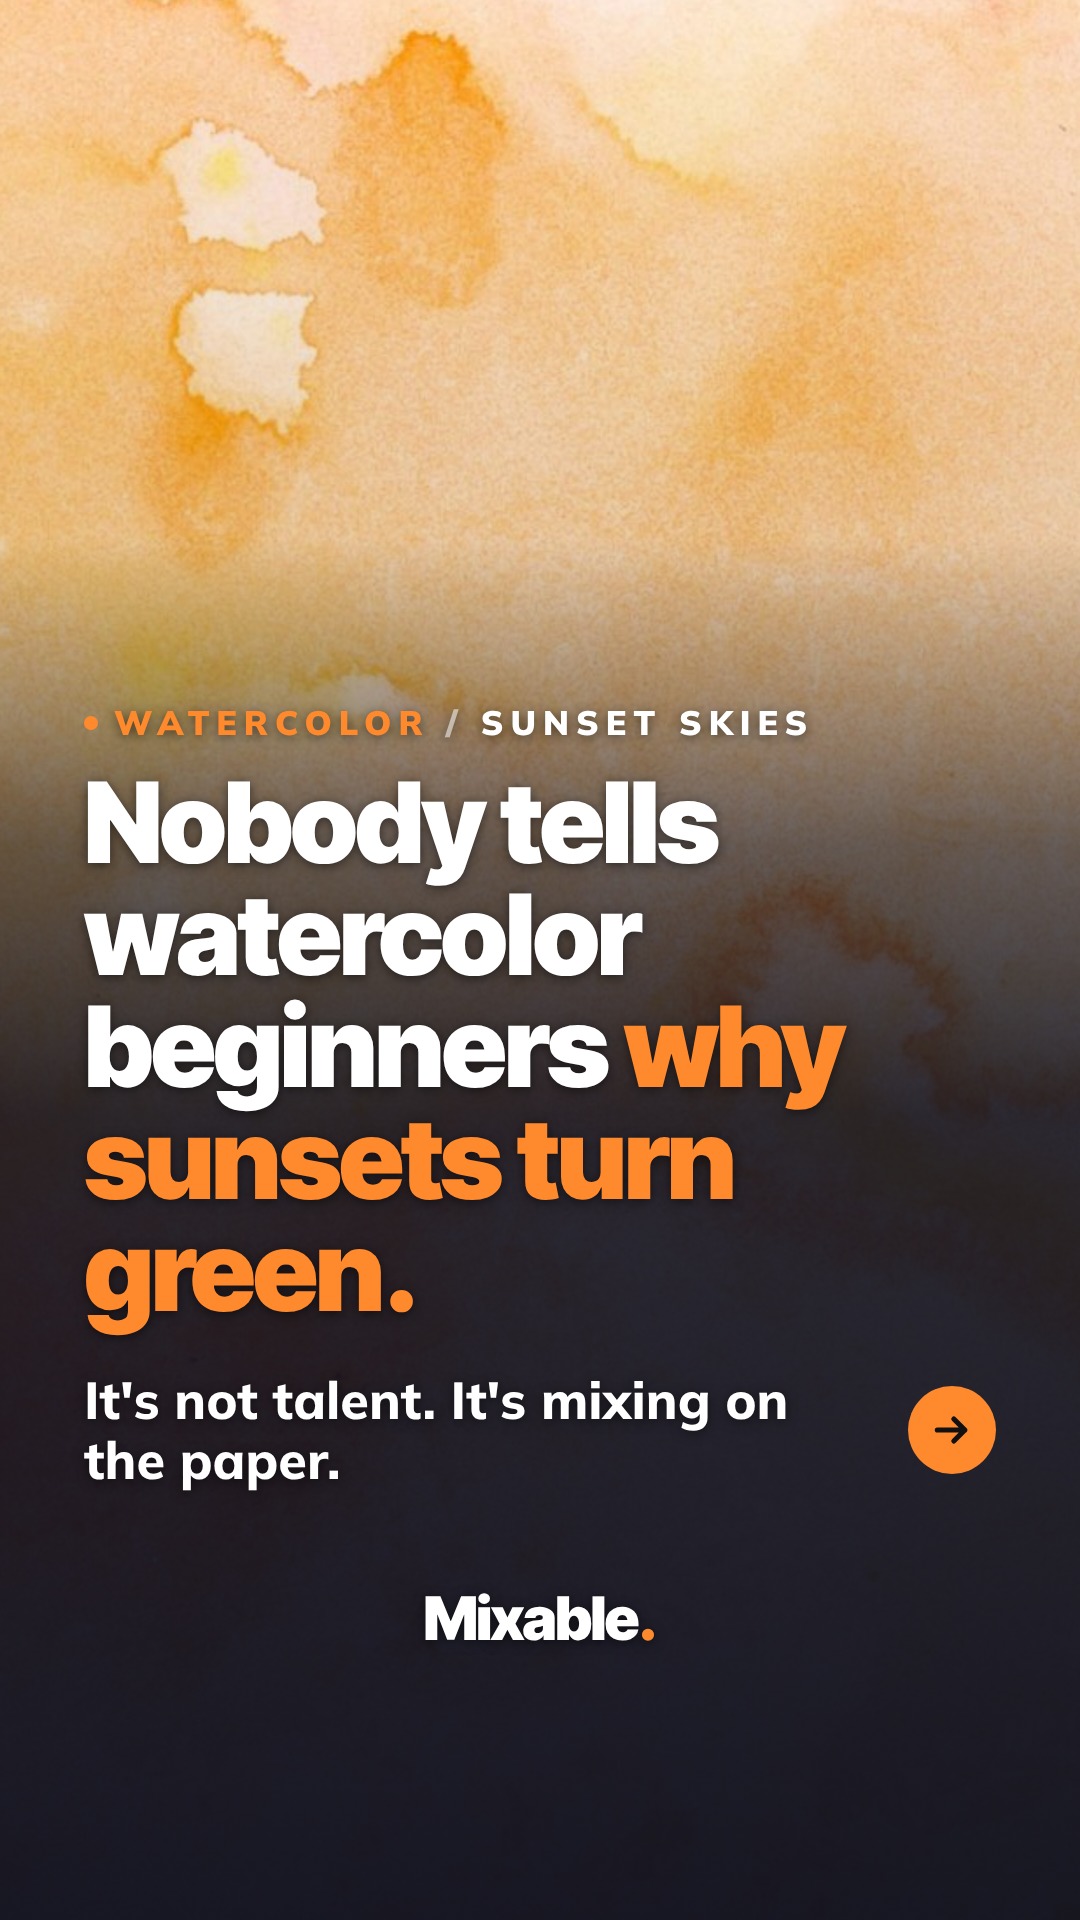 WATERCOLOR / SUNSET SKIES
Nobody tells
watercolor
beginners why
sunsets turn
green.
It's not talent. It's mixing on
the paper.
Mixable.